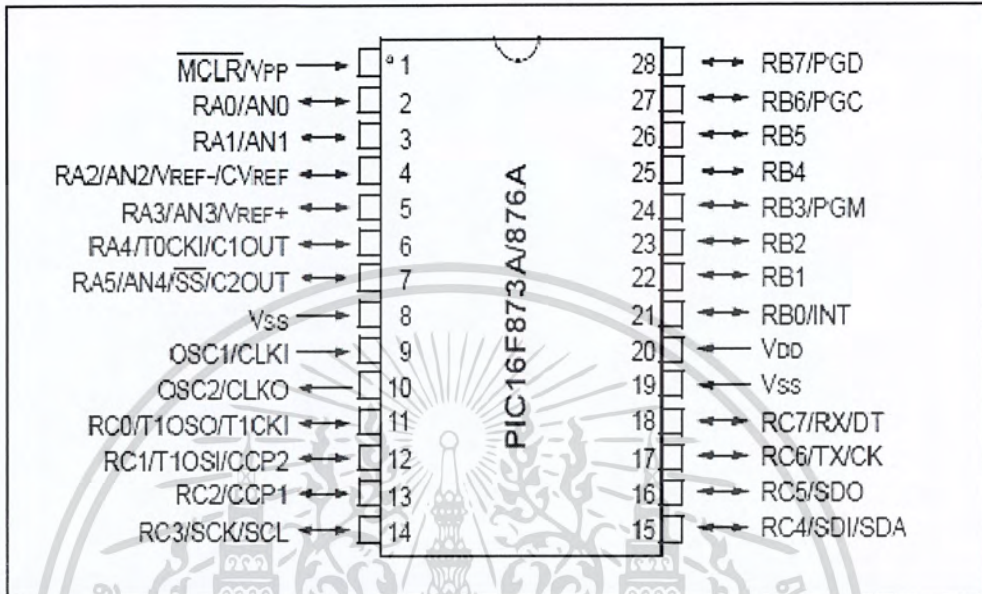 MCLR/VPP
RA0/AN0
RA1/AN1
RA2/AN2/VREF-/CVREF
RA3/AN3/VREF+
RA4/T0CKI/C1OUT
RA5/AN4/SS/C2OUT
VSS
OSC1/CLKI
OSC2/CLKO
RC0/T1OSO/T1CKI
RC1/T1OSI/CCP2
RC2/CCP1
RC3/SCK/SCL
1
2
3
4
5
6
7
8
9
10
11
12
13
14
PIC16F873A/876A
28
27
26
25
24
23
22
21
20
19
18
17
16
15
RB7/PGD
RB6/PGC
RB5
RB4
RB3/PGM
RB2
RB1
RB0/INT
VDD
VSS
RC7/RX/DT
RC6/TX/CK
RC5/SDO
RC4/SDI/SDA